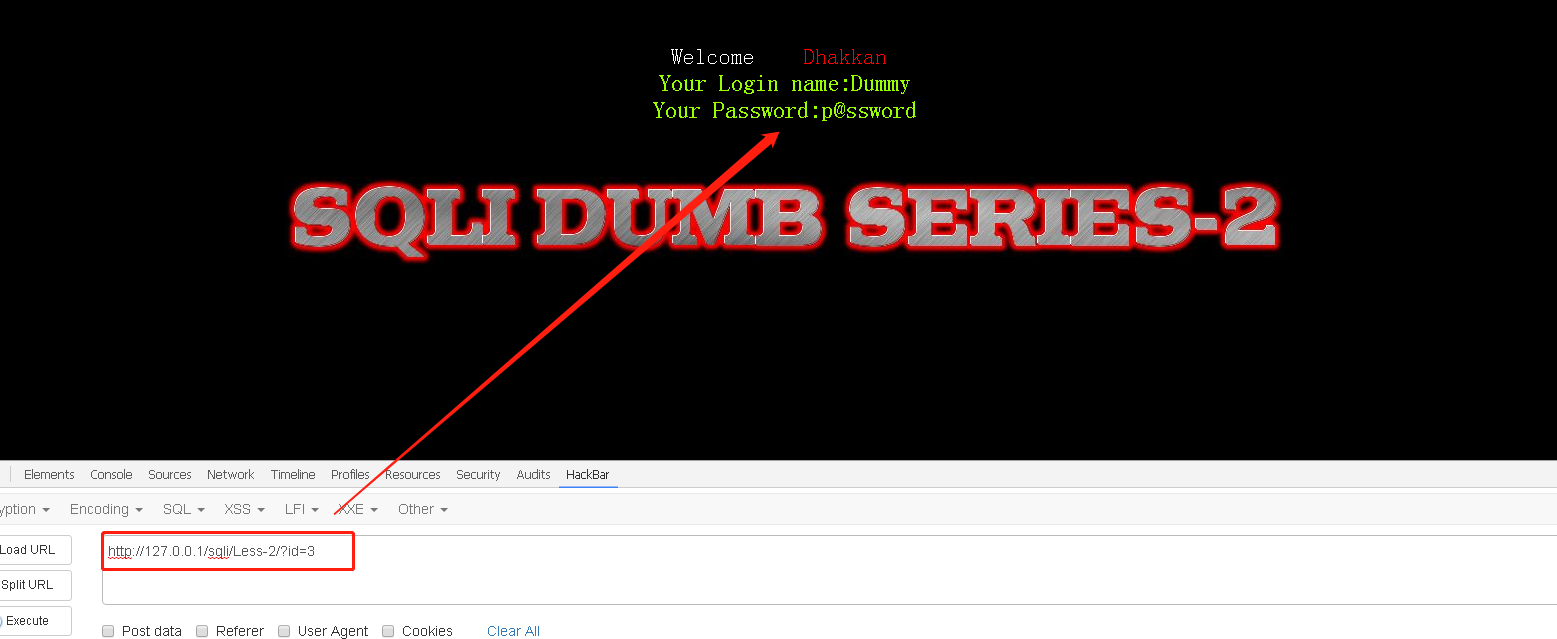 Welcome Dhakkan
Your Login name:Dummy
Your Password:p@ssword
SQLI DUMB SERIES-2
Elements Console Sources Network Timeline Profiles Resources Security Audits HackBar
yption Encoding SQL XSS LFI XXE Other
Load URL
http://127.0.0.1/sqli/Less-2/?id=3
Split URL
Execute
Post data Referer User Agent Cookies Clear All